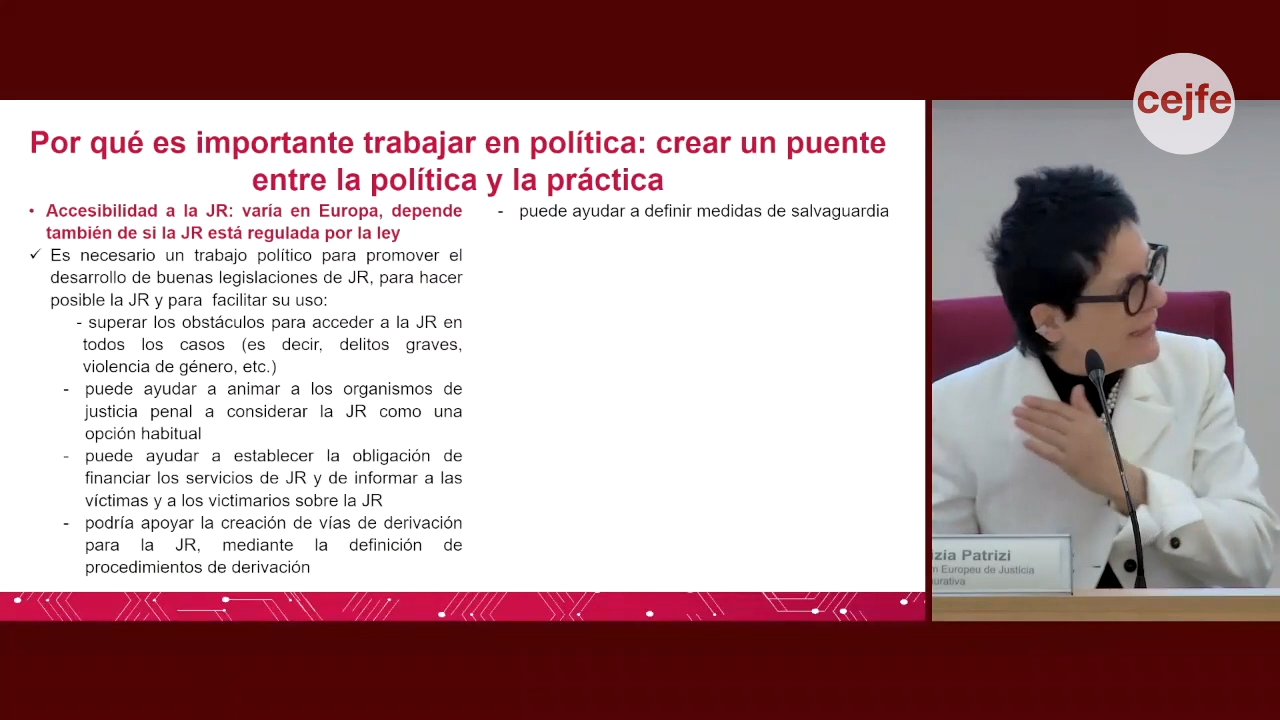 cejfe
Por qué es importante trabajar en política: crear un puente
entre la política y la práctica
• Accesibilidad a la JR: varía en Europa, depende
también de si la JR está regulada por la ley
✓ Es necesario un trabajo político para promover el
desarrollo de buenas legislaciones de JR, para hacer
posible la JR y para facilitar su uso:
- superar los obstáculos para acceder a la JR en
todos los casos (es decir, delitos graves,
violencia de género, etc.)
- puede ayudar a animar a los organismos de
justicia penal a considerar la JR como una
opción habitual
- puede ayudar a establecer la obligación de
financiar los servicios de JR y de informar a las
víctimas y a los victimarios sobre la JR
- podría apoyar la creación de vías de derivación
para la JR, mediante la definición de
procedimientos de derivación
- puede ayudar a definir medidas de salvaguardia
izia Patrizi
m Europeu de Justicia
urativa